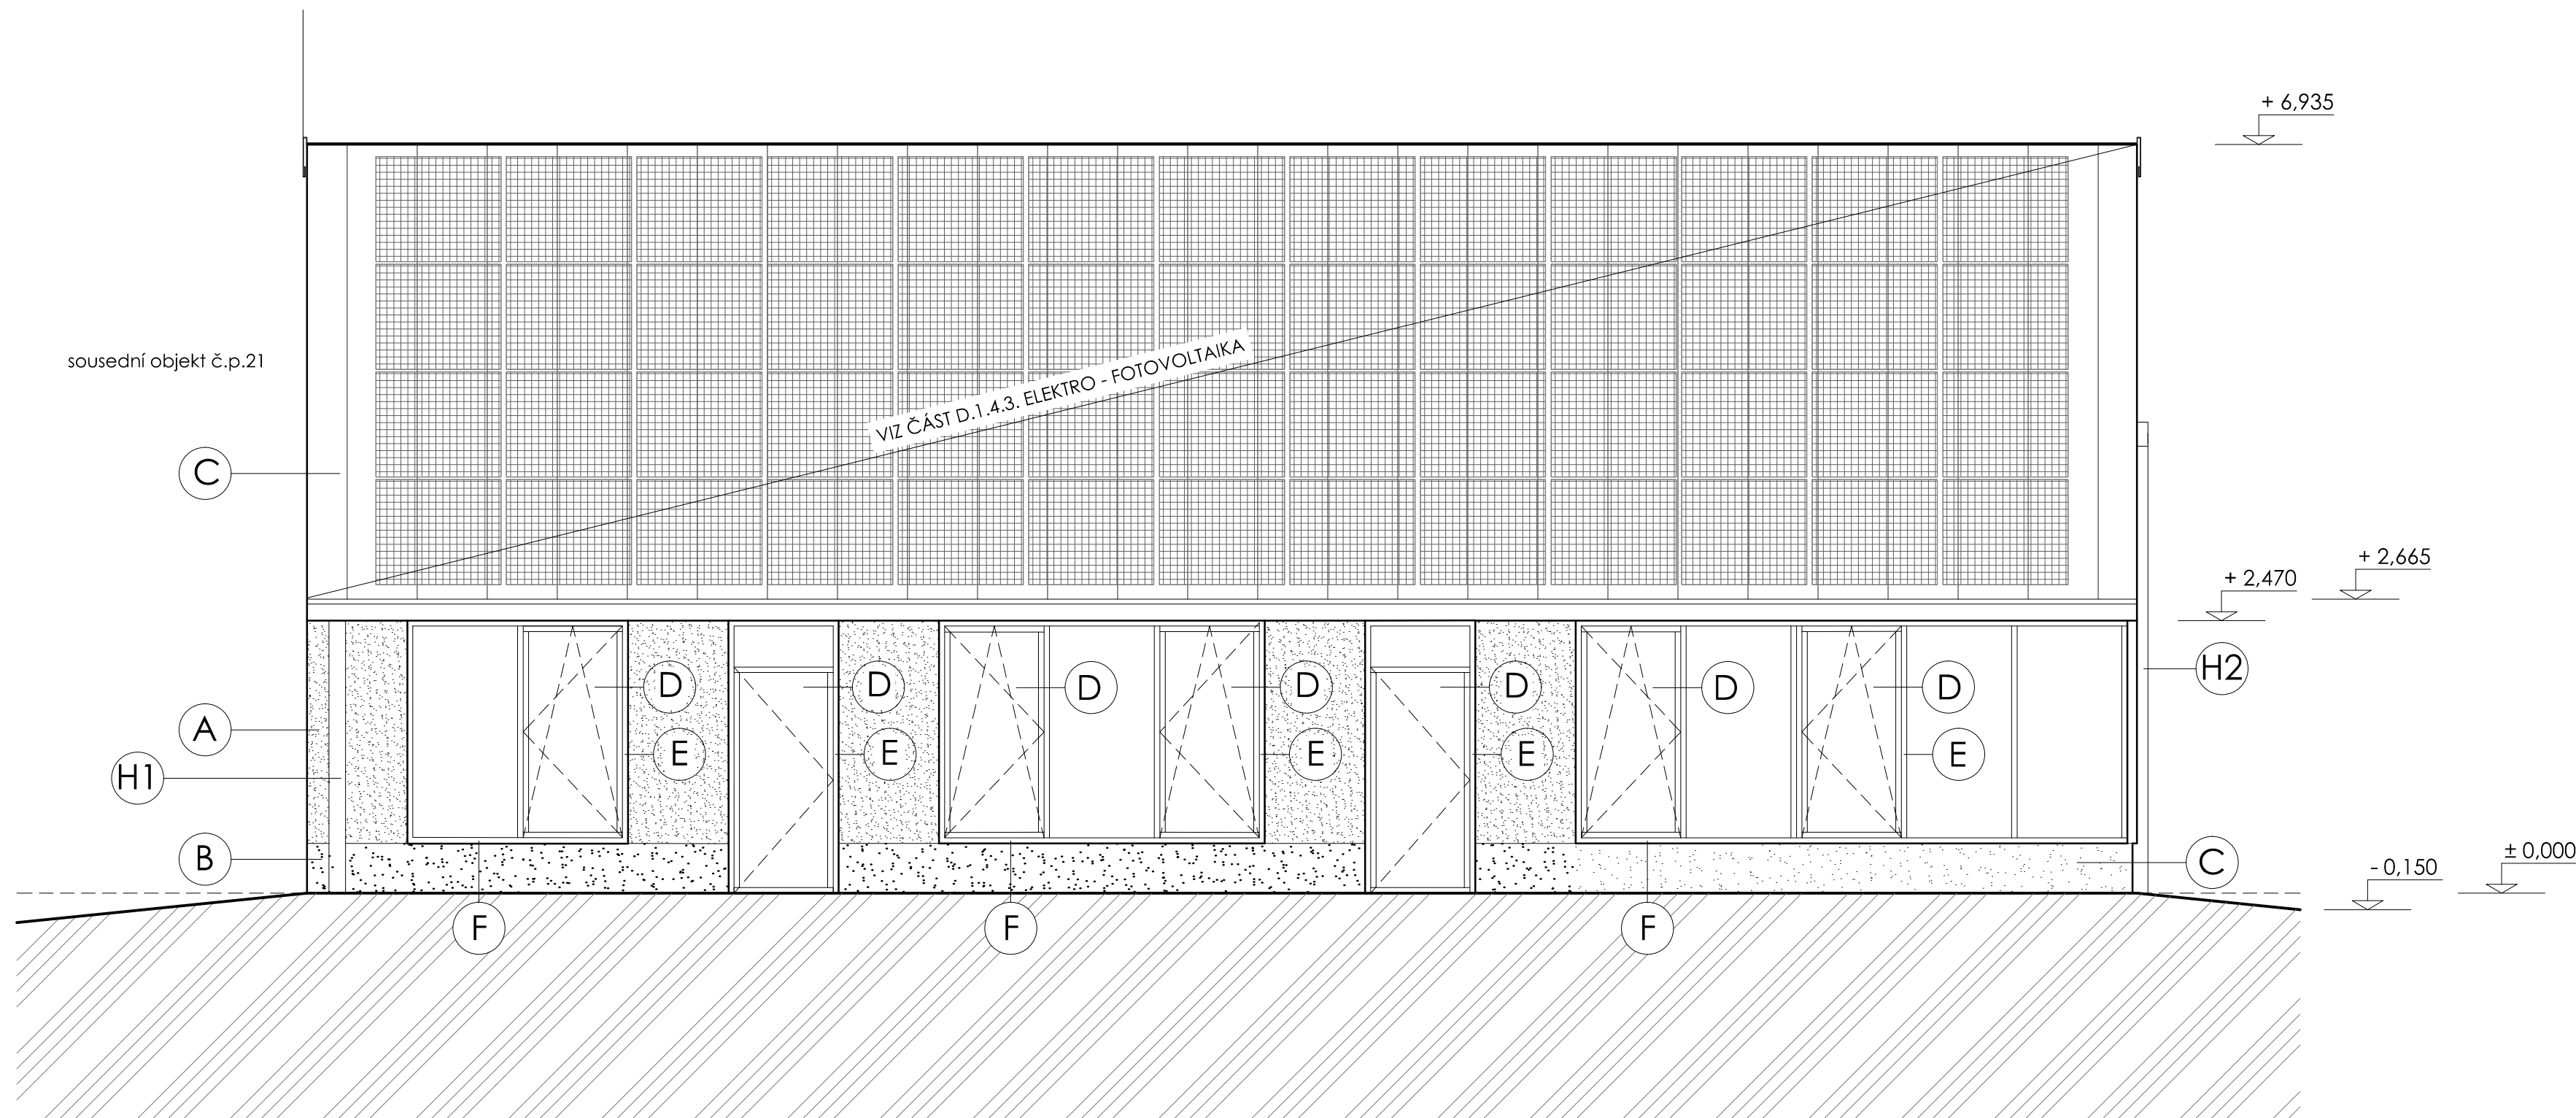 + 6,935
sousední objekt č.p.21
VIZ ČÁST D.1.4.3. ELEKTRO - FOTOVOLTAIKA
C
+ 2,665
+ 2,470
H2
D
D
D
D
D
D
D
A
E
E
E
E
E
H1
B
C
± 0,000
- 0,150
F
F
F